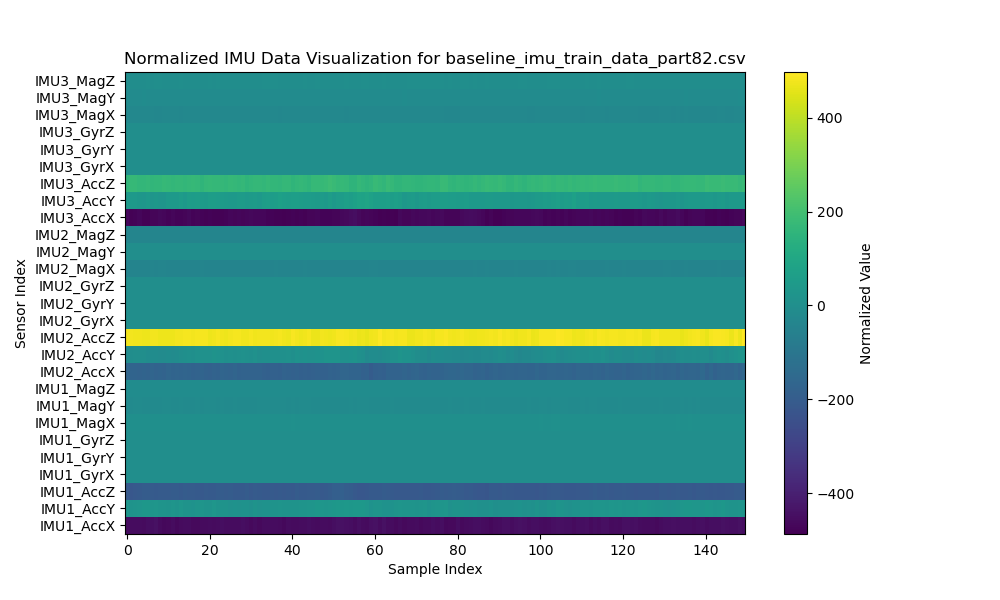 Normalized IMU Data Visualization for baseline_imu_train_data_part82.csv
IMU3_MagZ
IMU3_MagY
IMU3_MagX
IMU3_GyrZ
IMU3_GyrY
IMU3_GyrX
IMU3_AccZ
IMU3_AccY
IMU3_AccX
IMU2_MagZ
IMU2_MagY
IMU2_MagX
IMU2_GyrZ
IMU2_GyrY
IMU2_GyrX
IMU2_AccZ
IMU2_AccY
IMU2_AccX
IMU1_MagZ
IMU1_MagY
IMU1_MagX
IMU1_GyrZ
IMU1_GyrY
IMU1_GyrX
IMU1_AccZ
IMU1_AccY
IMU1_AccX
Sensor Index
0 20 40 60 80 100 120 140
Sample Index
400
200
0
−200
−400
Normalized Value